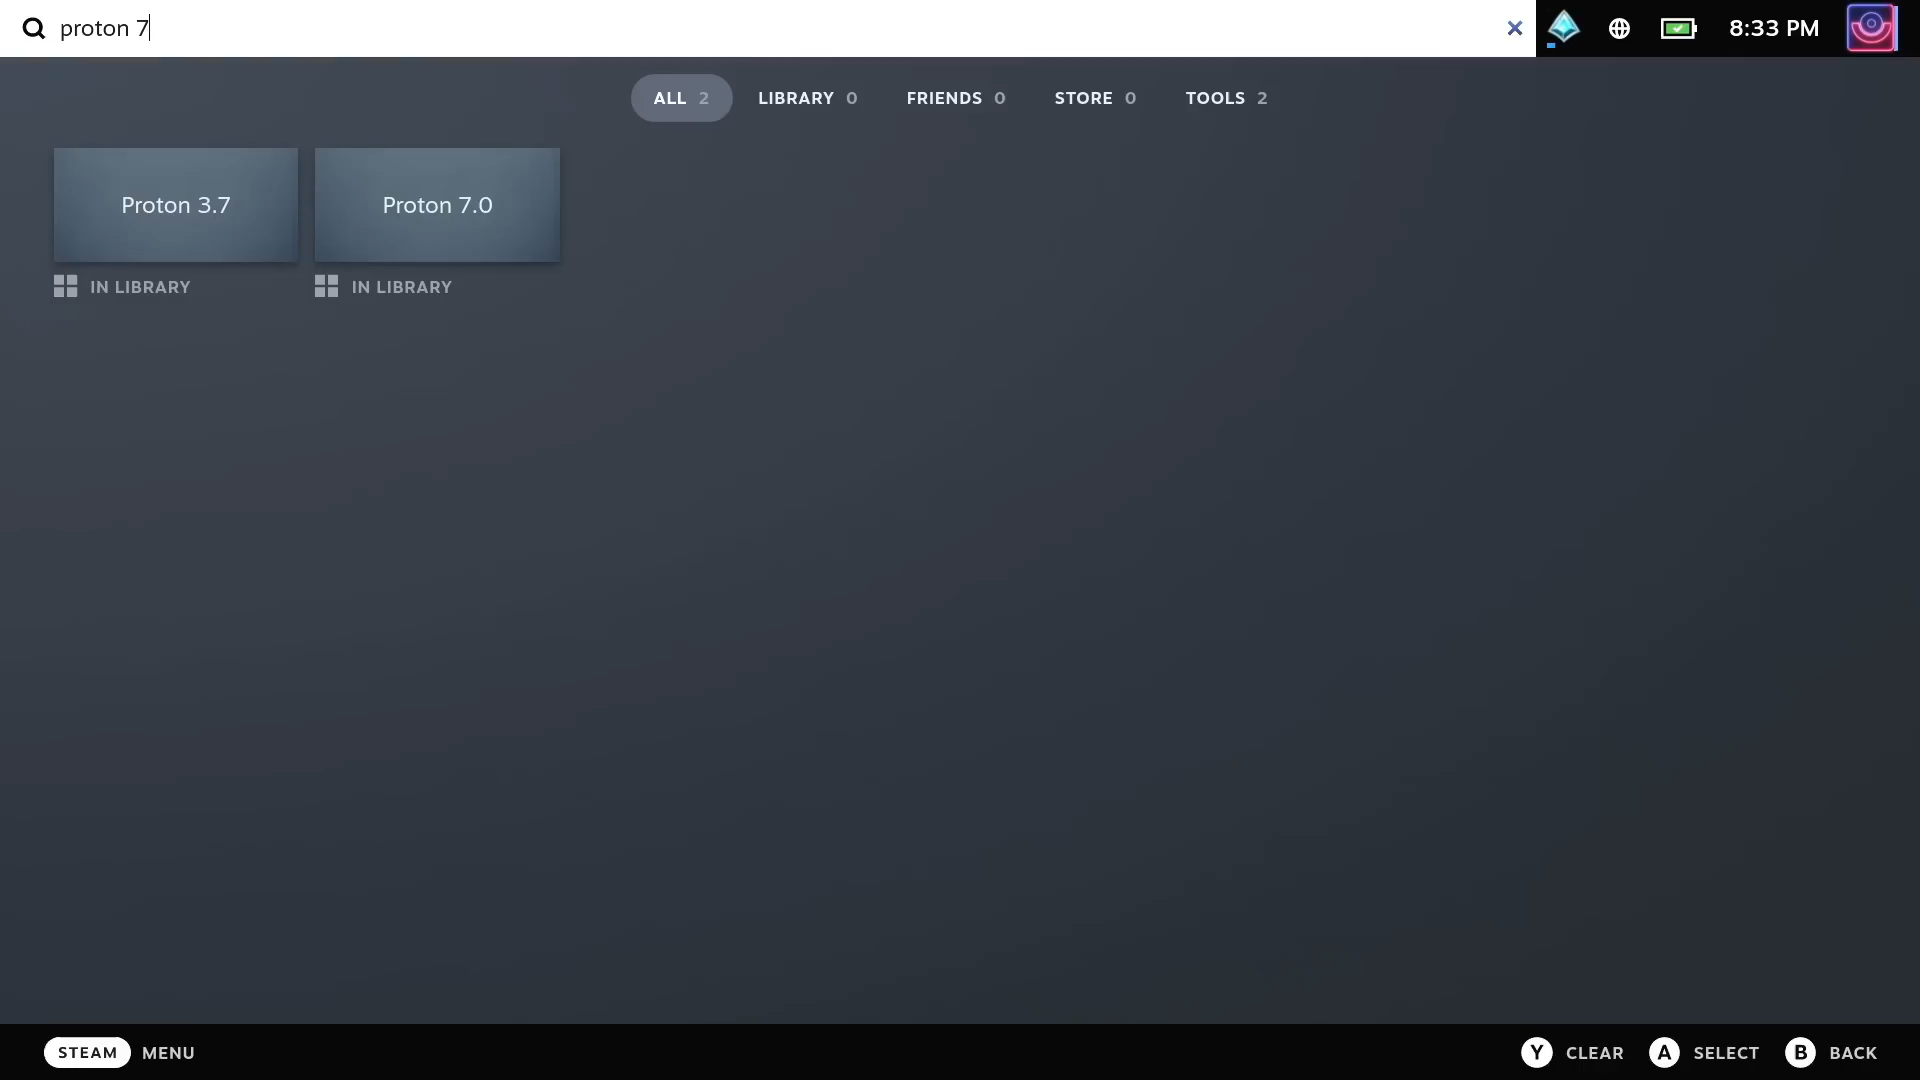 proton 7
8:33 PM
ALL 2 LIBRARY 0 FRIENDS 0 STORE 0 TOOLS 2
Proton 3.7
Proton 7.0
IN LIBRARY
IN LIBRARY
STEAM MENU
Y CLEAR A SELECT B BACK